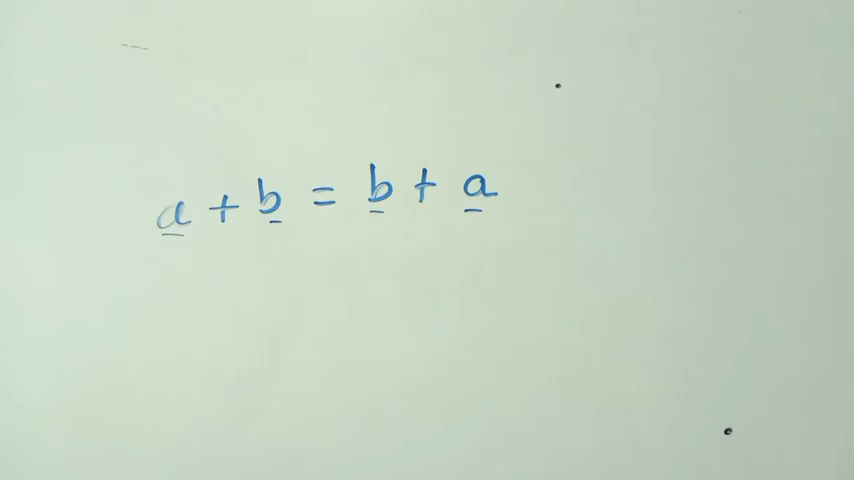 a + b = b + a